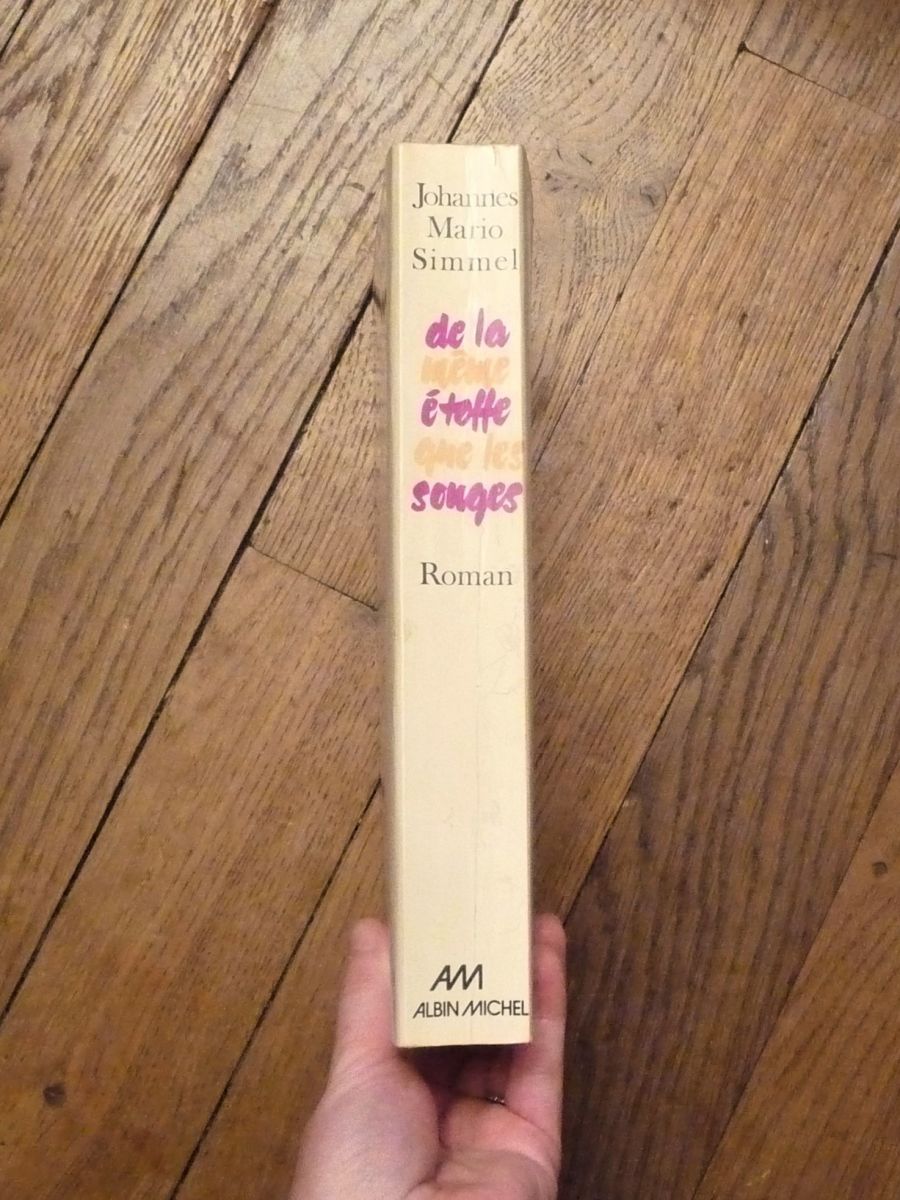 Johannes
Mario
Simmel
de la
même
étoffe
que les
songes
Roman
AM
ALBIN MICHEL